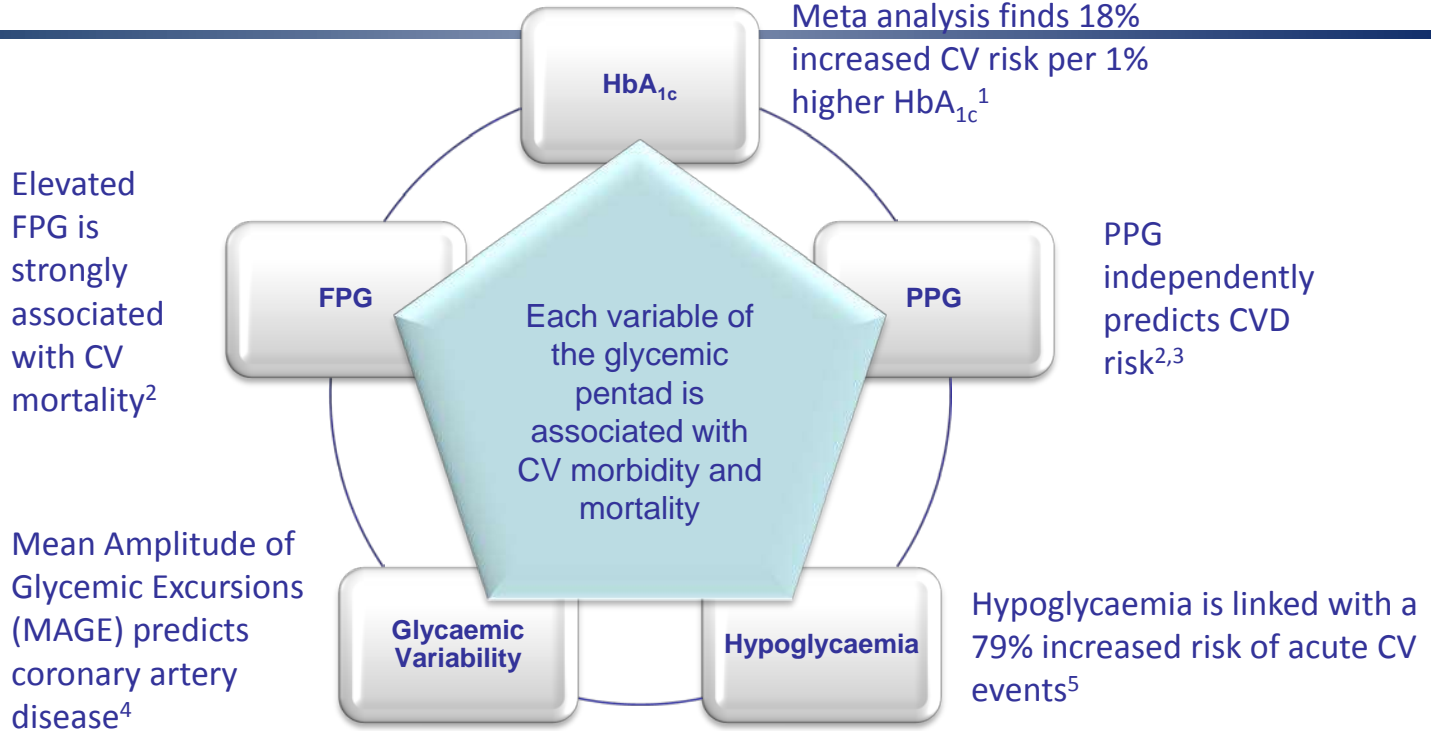 Meta analysis finds 18%
increased CV risk per 1%
higher HbA1c1
HbA1c
Elevated
FPG is
strongly
associated
with CV
mortality2
FPG
PPG
PPG
independently
predicts CVD
risk2,3
Each variable of
the glycemic
pentad is
associated with
CV morbidity and
mortality
Mean Amplitude of
Glycemic Excursions
(MAGE) predicts
coronary artery
disease4
Glycaemic
Variability
Hypoglycaemia
Hypoglycaemia is linked with a
79% increased risk of acute CV
events5